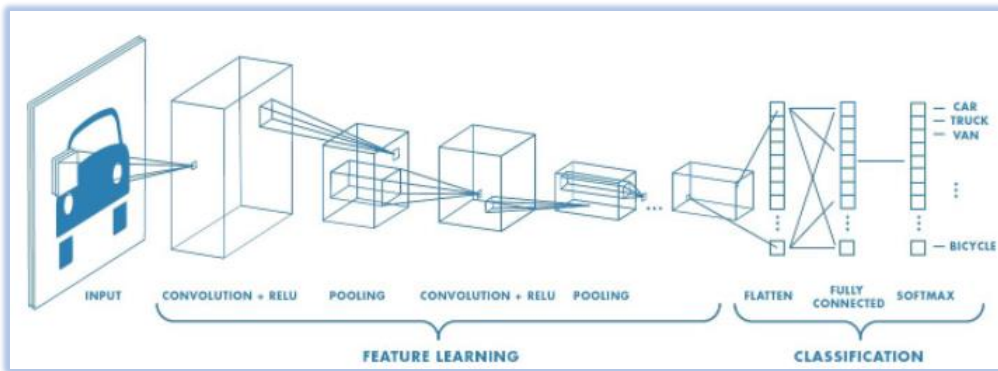 CAR
TRUCK
VAN
BICYCLE
INPUT
CONVOLUTION + RELU
POOLING
CONVOLUTION + RELU
POOLING
FLATTEN
FULLY
CONNECTED
SOFTMAX
FEATURE LEARNING
CLASSIFICATION